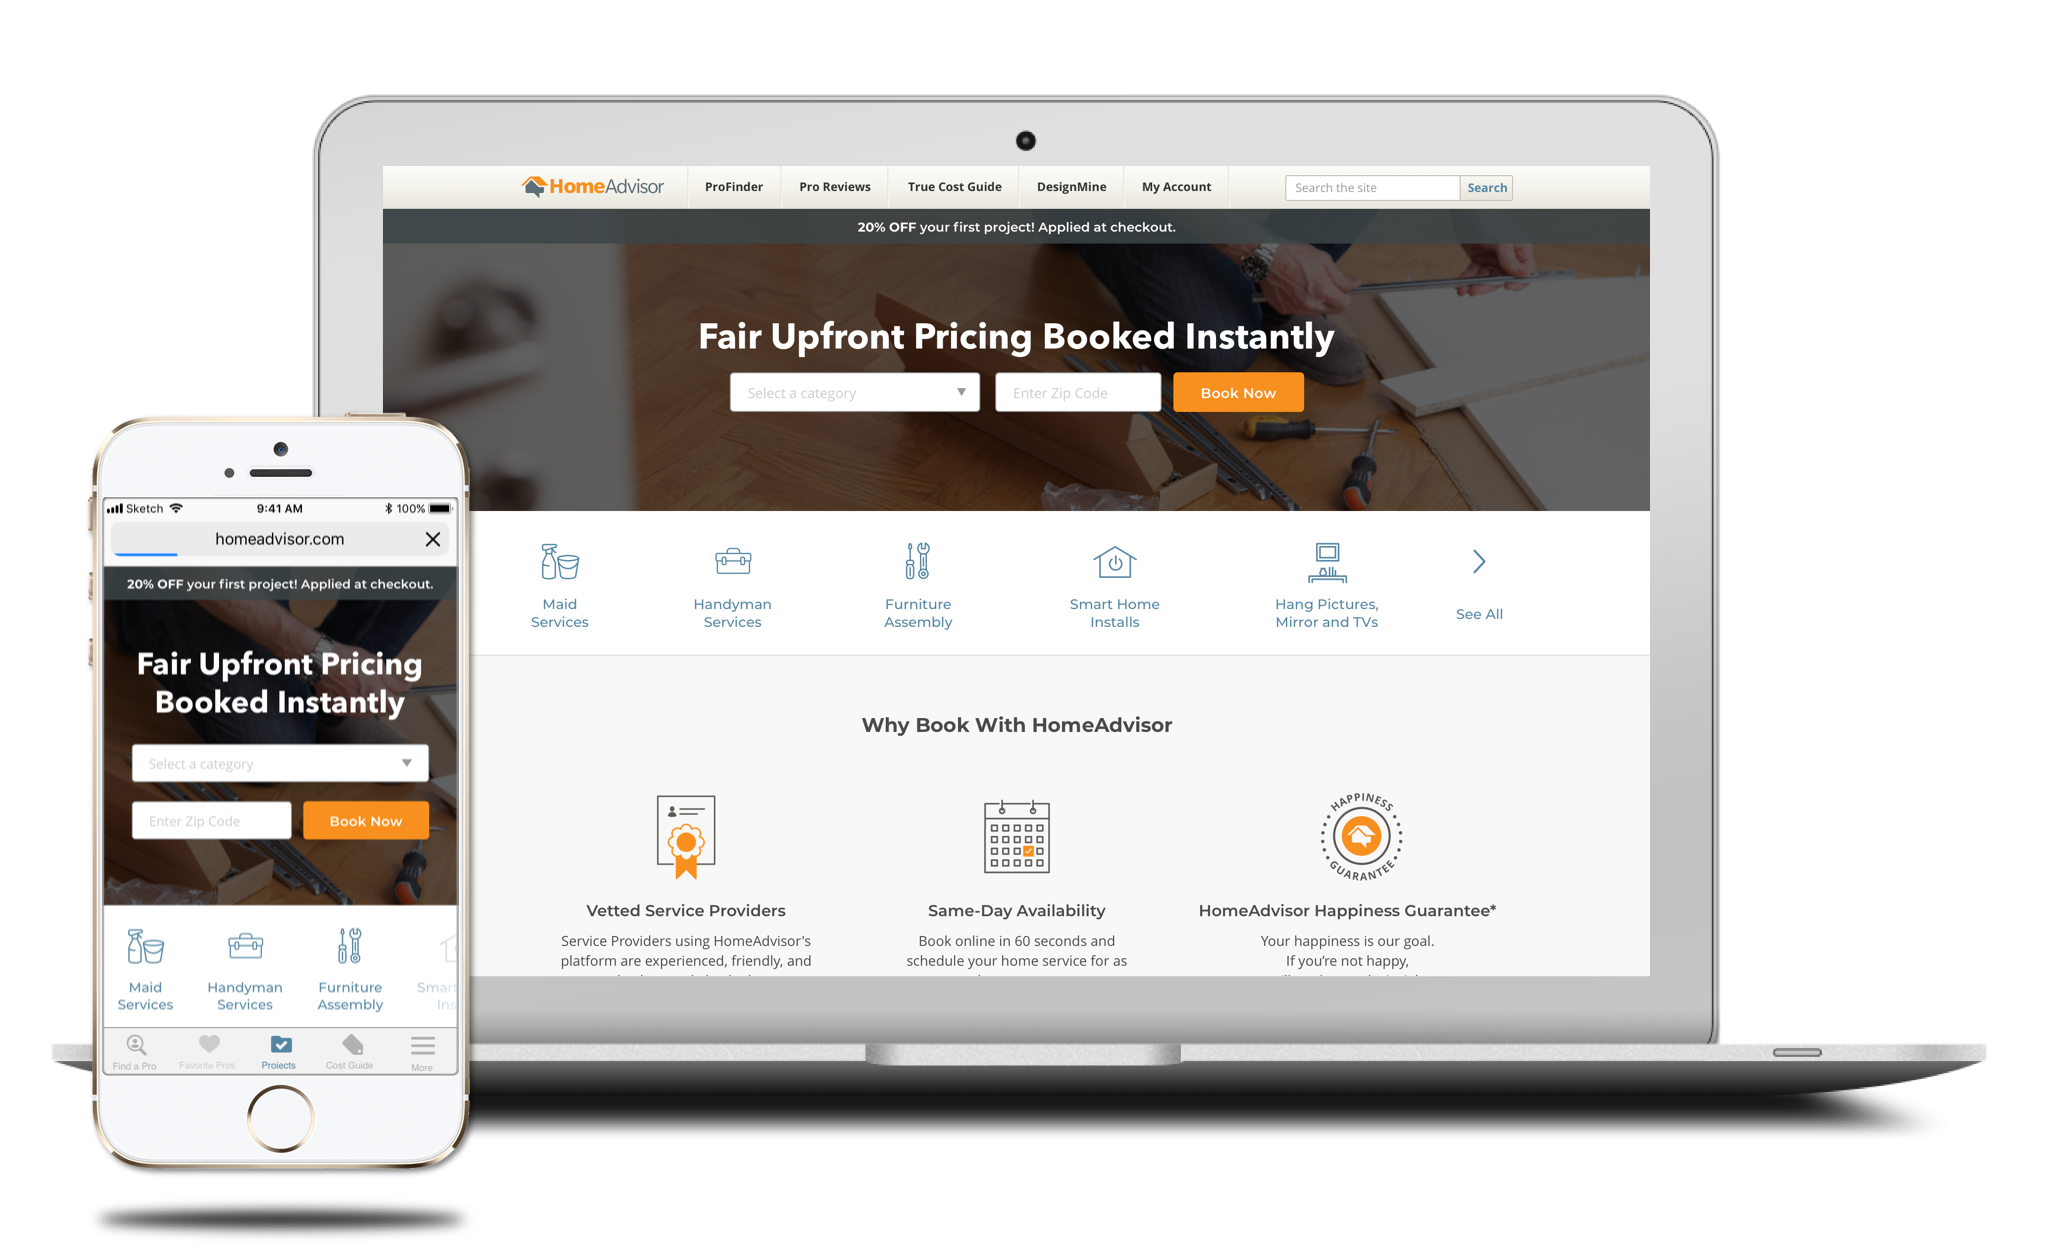 HomeAdvisor
ProFinder
Pro Reviews
True Cost Guide
DesignMine
My Account
Search the site
Search
20% OFF your first project! Applied at checkout.
Fair Upfront Pricing Booked Instantly
Select a category
Enter Zip Code
Book Now
Maid
Services
Handyman
Services
Furniture
Assembly
Smart Home
Installs
Hang Pictures,
Mirror and TVs
See All
Why Book With HomeAdvisor
HAPPINESS
GUARANTEE
Vetted Service Providers
Service Providers using HomeAdvisor's
platform are experienced, friendly, and
Same-Day Availability
Book online in 60 seconds and
schedule your home service for as
HomeAdvisor Happiness Guarantee*
Your happiness is our goal.
If you're not happy,
Sketch
9:41 AM
100%
homeadvisor.com
20% OFF your first project! Applied at checkout.
Fair Upfront Pricing
Booked Instantly
Select a category
Enter Zip Code
Book Now
Maid
Services
Handyman
Services
Furniture
Assembly
Smart
Ins
Find a Pro
Favorite Pros
Projects
Cost Guide
More